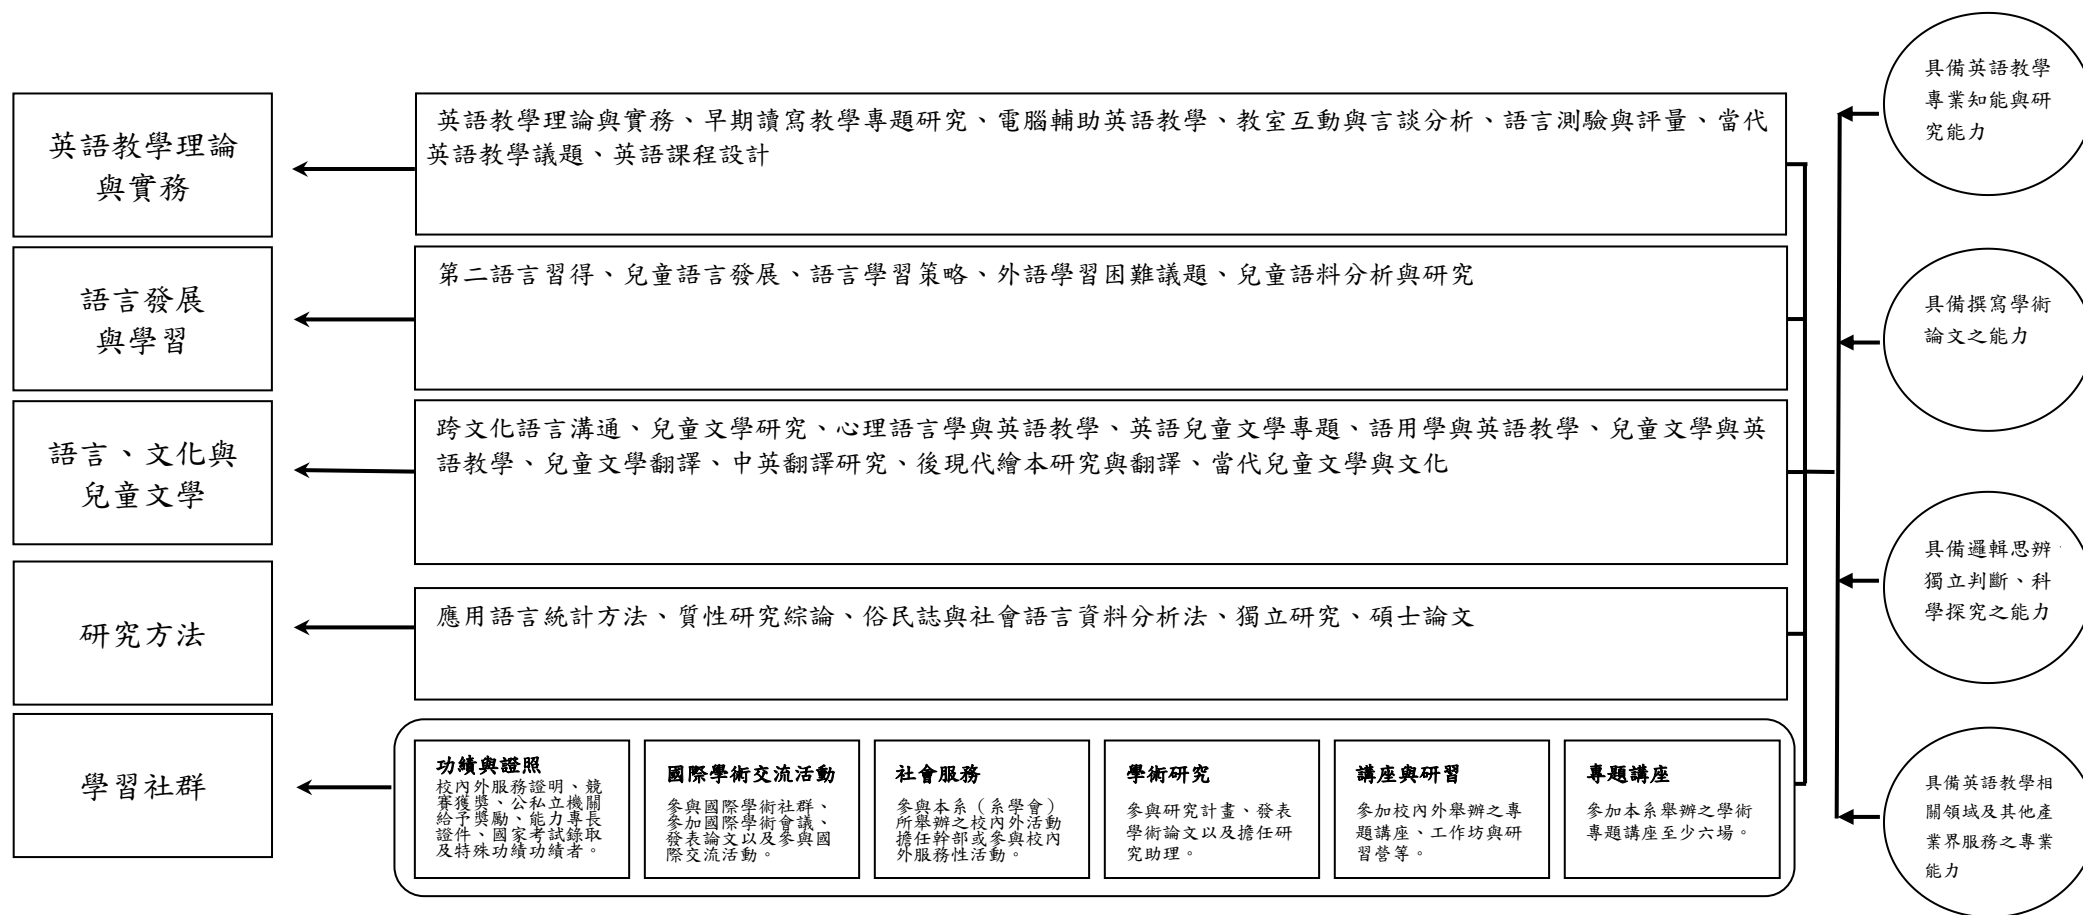 英語教學理論
與實務
英語教學理論與實務、早期讀寫教學專題研究、電腦輔助英語教學、教室互動與言談分析、語言測驗與評量、當代
英語教學議題、英語課程設計
具備英語教學
專業知能與研
究能力
語言發展
與學習
第二語言習得、兒童語言發展、語言學習策略、外語學習困難議題、兒童語料分析與研究
具備撰寫學術
論文之能力
語言、文化與
兒童文學
跨文化語言溝通、兒童文學研究、心理語言學與英語教學、英語兒童文學專題、語用學與英語教學、兒童文學與英
語教學、兒童文學翻譯、中英翻譯研究、後現代繪本研究與翻譯、當代兒童文學與文化
具備邏輯思辨、
獨立判斷、科
學探究之能力
研究方法
應用語言統計方法、質性研究綜論、俗民誌與社會語言資料分析法、獨立研究、碩士論文
學習社群
功績與證照
校內外服務證明、競
賽獲獎、公私立機關
給予獎勵、能力專長
證件、國家考試錄取
及特殊功績功績者。
國際學術交流活動
參與國際學術社群、
參加國際學術會議、
發表論文以及參與國
際交流活動。
社會服務
參與本系（系學會）
所舉辦之校內外活動
擔任幹部或參與校內
外服務性活動。
學術研究
參與研究計畫、發表
學術論文以及擔任研
究助理。
講座與研習
參加校內外舉辦之專
題講座、工作坊與研
習營等。
專題講座
參加本系舉辦之學術
專題講座至少六場。
具備英語教學相
關領域及其他產
業界服務之專業
能力